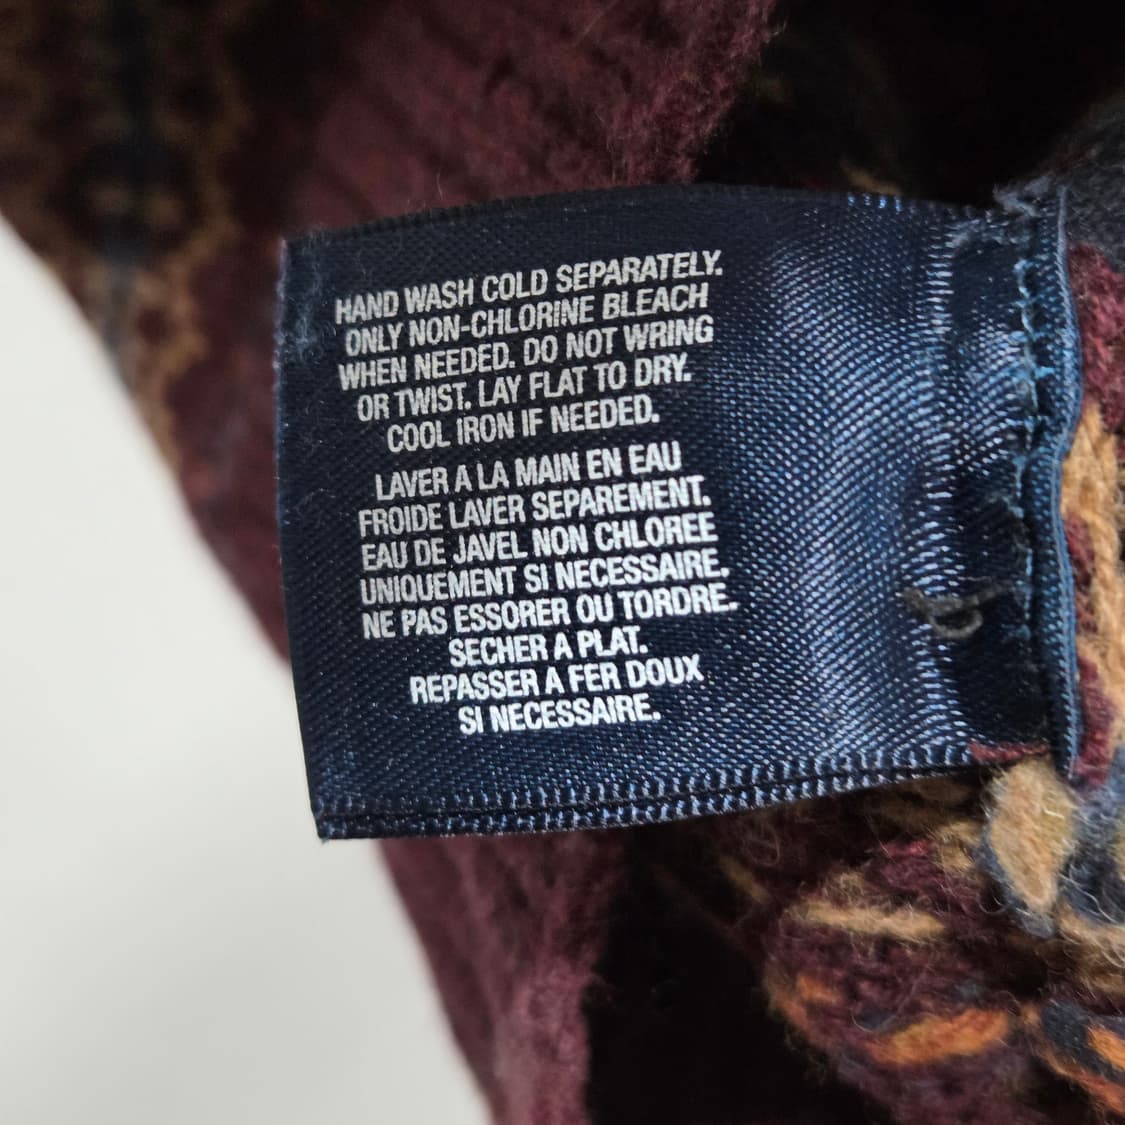 HAND WASH COLD SEPARATELY.
ONLY NON-CHLORINE BLEACH
WHEN NEEDED. DO NOT WRING
OR TWIST. LAY FLAT TO DRY.
COOL IRON IF NEEDED.
LAVER A LA MAIN EN EAU
FROIDE LAVER SEPAREMENT.
EAU DE JAVEL NON CHLOREE
UNIQUEMENT SI NECESSAIRE.
NE PAS ESSORER OU TORDRE.
SECHER A PLAT.
REPASSER A FER DOUX
SI NECESSAIRE.